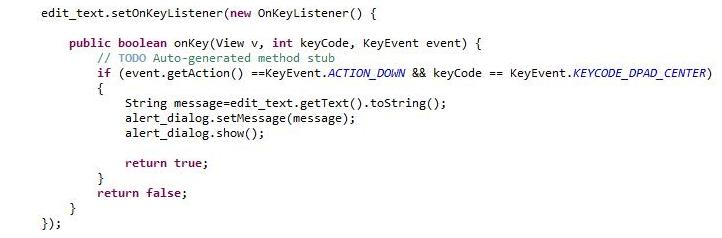 edit_text.setOnKeyListener(new OnKeyListener() {
public boolean onKey(View v, int keyCode, KeyEvent event) {
// TODO Auto-generated method stub
if (event.getAction() ==KeyEvent.ACTION_DOWN && keyCode == KeyEvent.KEYCODE_DPAD_CENTER)
{
String message=edit_text.getText().toString();
alert_dialog.setMessage(message);
alert_dialog.show();
return true;
}
return false;
}
});